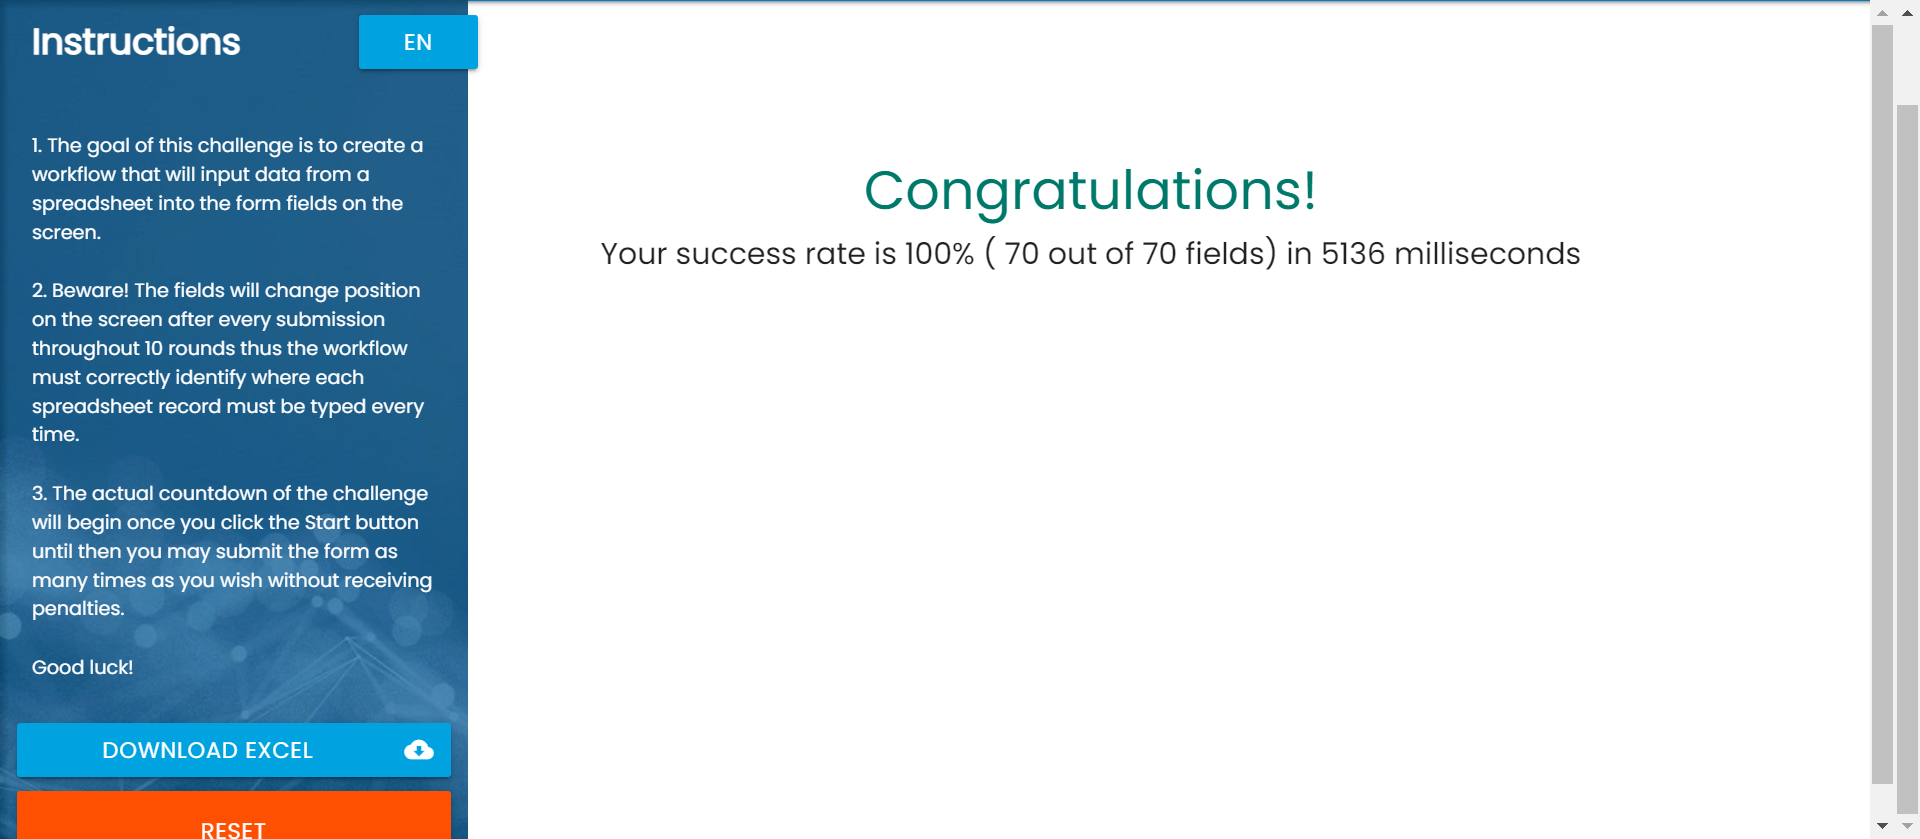 Instructions
EN
1. The goal of this challenge is to create a
workflow that will input data from a
spreadsheet into the form fields on the
screen.
2. Beware! The fields will change position
on the screen after every submission
throughout 10 rounds thus the workflow
must correctly identify where each
spreadsheet record must be typed every
time.
3. The actual countdown of the challenge
will begin once you click the Start button
until then you may submit the form as
many times as you wish without receiving
penalties.
Good luck!
DOWNLOAD EXCEL
RESET
Congratulations!
Your success rate is 100% ( 70 out of 70 fields) in 5136 milliseconds